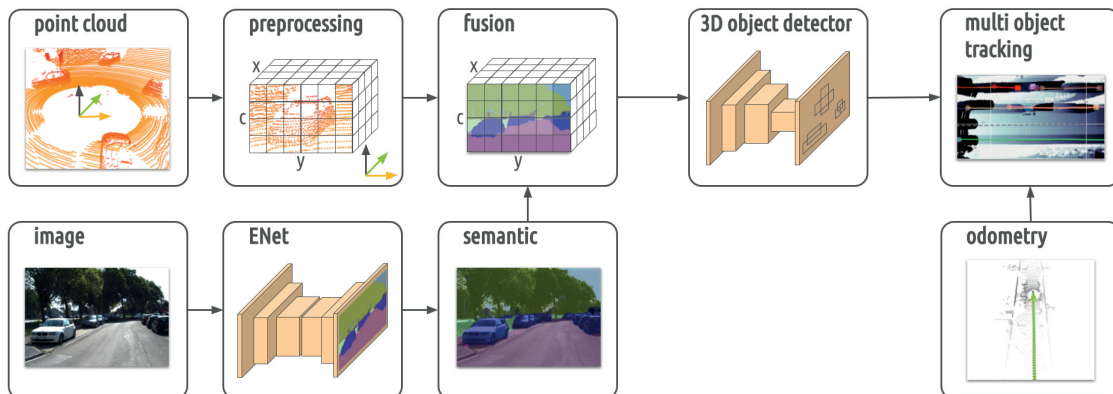 point cloud
preprocessing
fusion
3D object detector
multi object
tracking
x
c
y
x
c
y
image
ENet
semantic
odometry